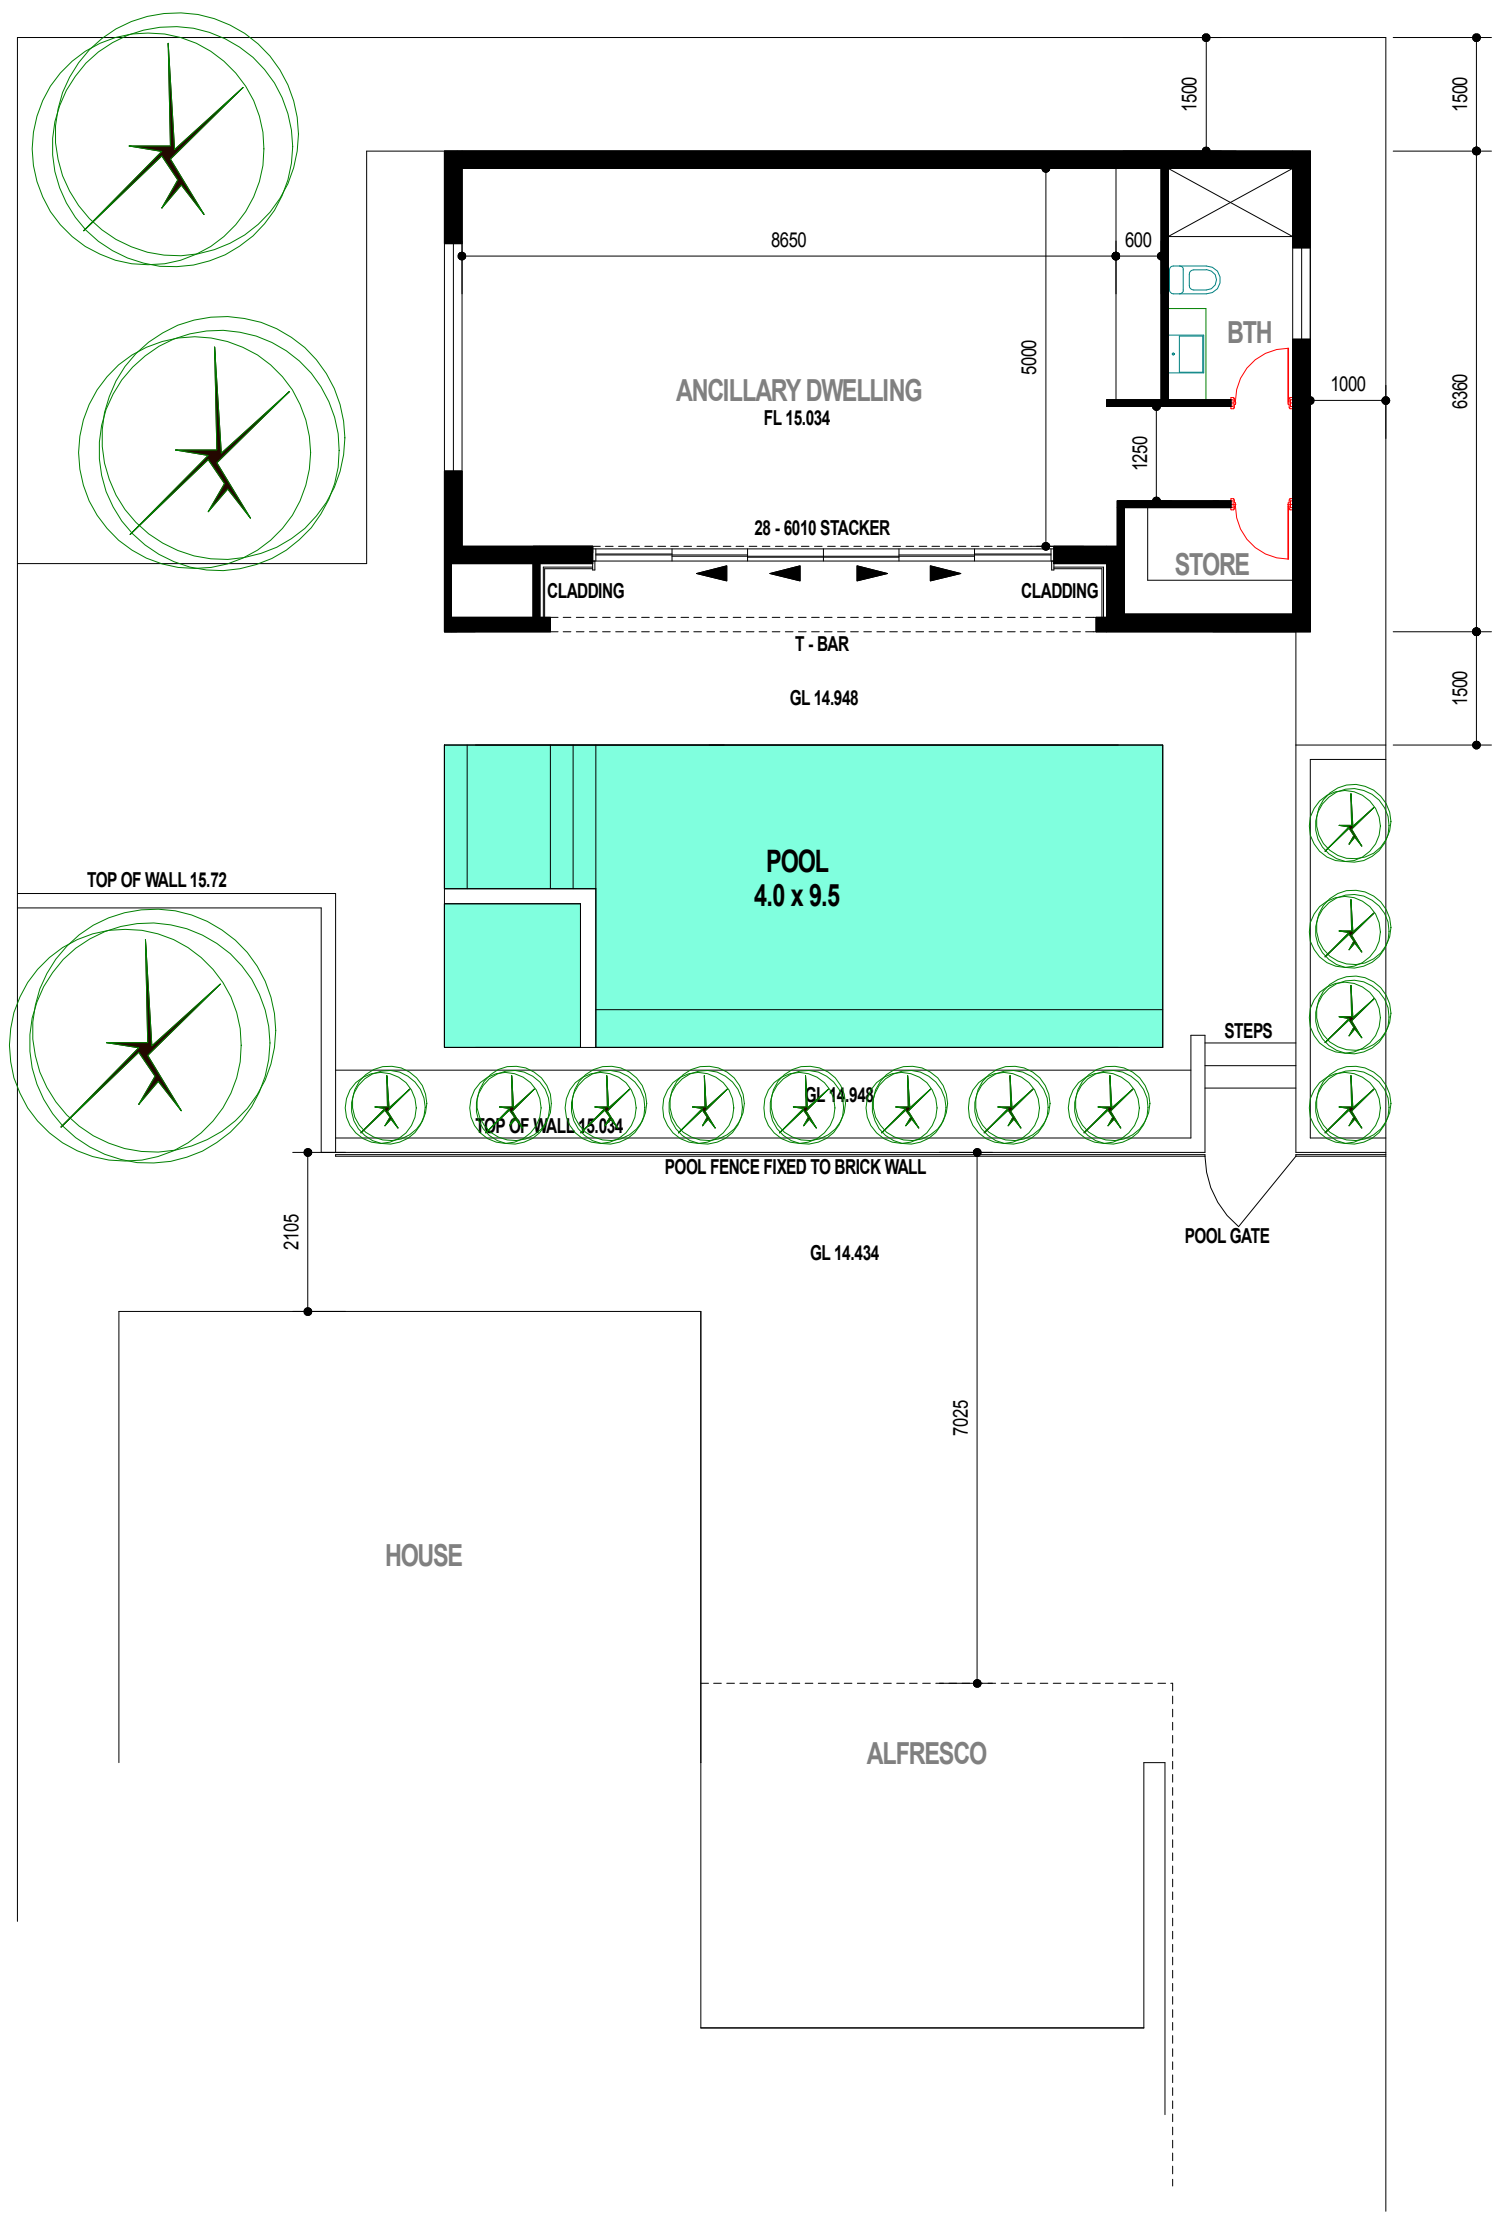 1500
1500
8650
600
BTH
5000
ANCILLARY DWELLING
FL 15.034
1000
6360
1250
28 - 6010 STACKER
STORE
CLADDING
CLADDING
T - BAR
GL 14.948
1500
POOL
4.0 x 9.5
TOP OF WALL 15.72
STEPS
GL 14.948
TOP OF WALL 15.034
POOL FENCE FIXED TO BRICK WALL
2105
POOL GATE
GL 14.434
7025
HOUSE
ALFRESCO